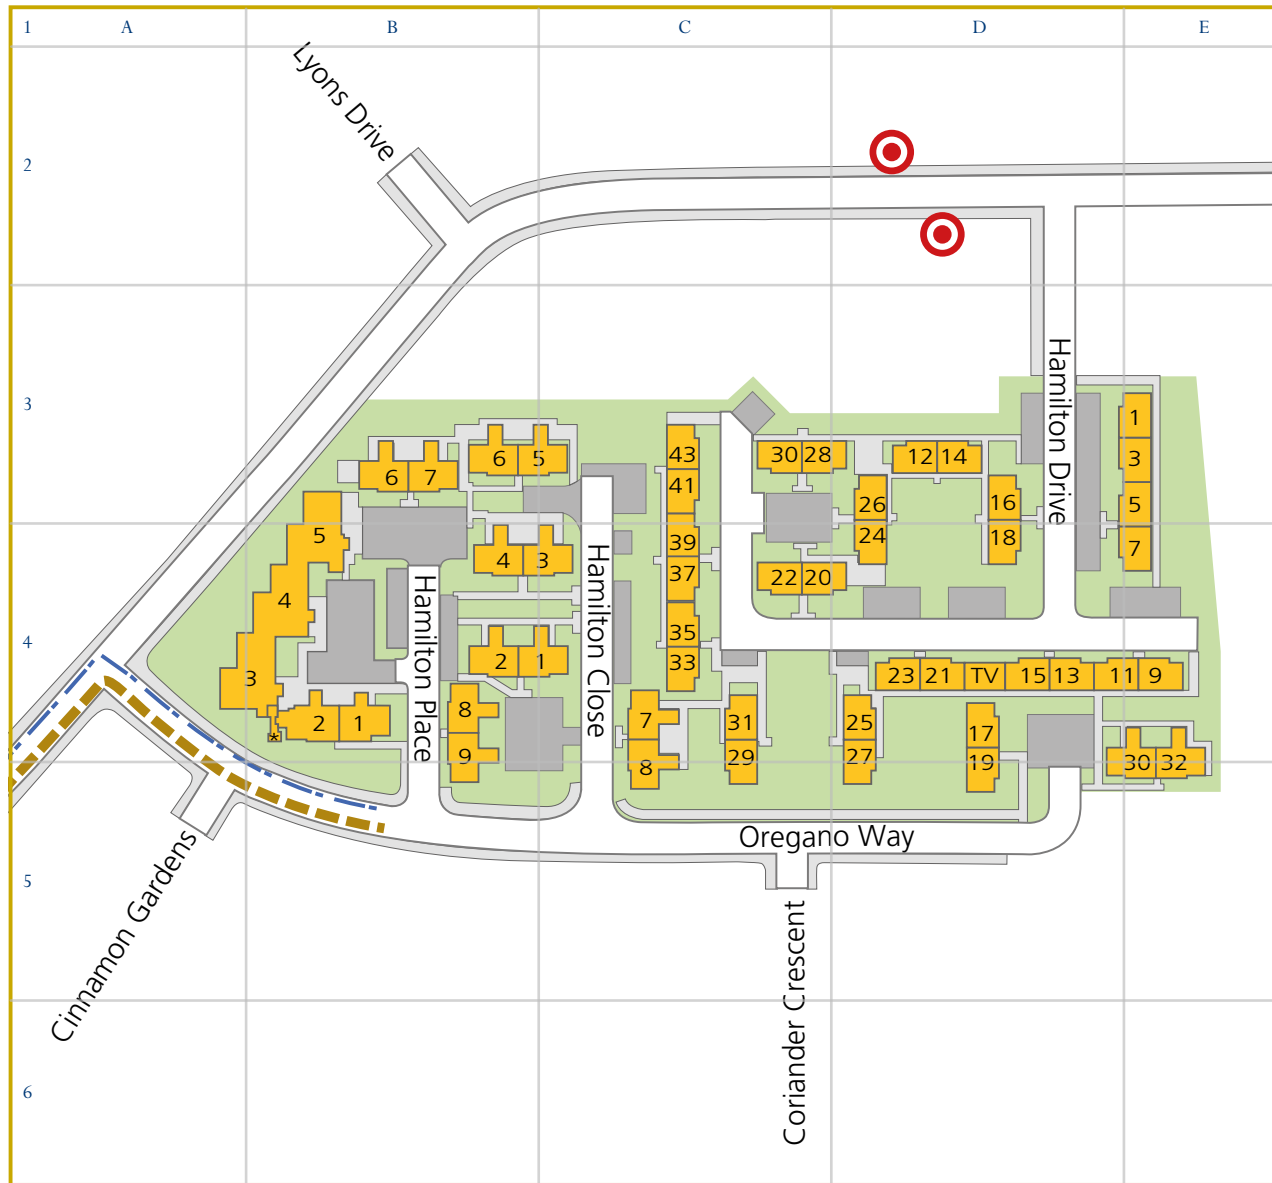 1 A B C D E
Lyons Drive
2
3
Hamilton Drive
1
43 30 28 12 14 3
6 7 6 5
41 26 16 5
5 39 24 18 7
4 3
37 22 20
4
Hamilton Place
Hamilton Close
4
35
2 1 33
3 23 21 TV 15 13 11 9
8 7 31 25 17
2 1
*
9 8 29 27 19 30 32
Oregano Way
5
Cinnamon Gardens
Coriander Crescent
6